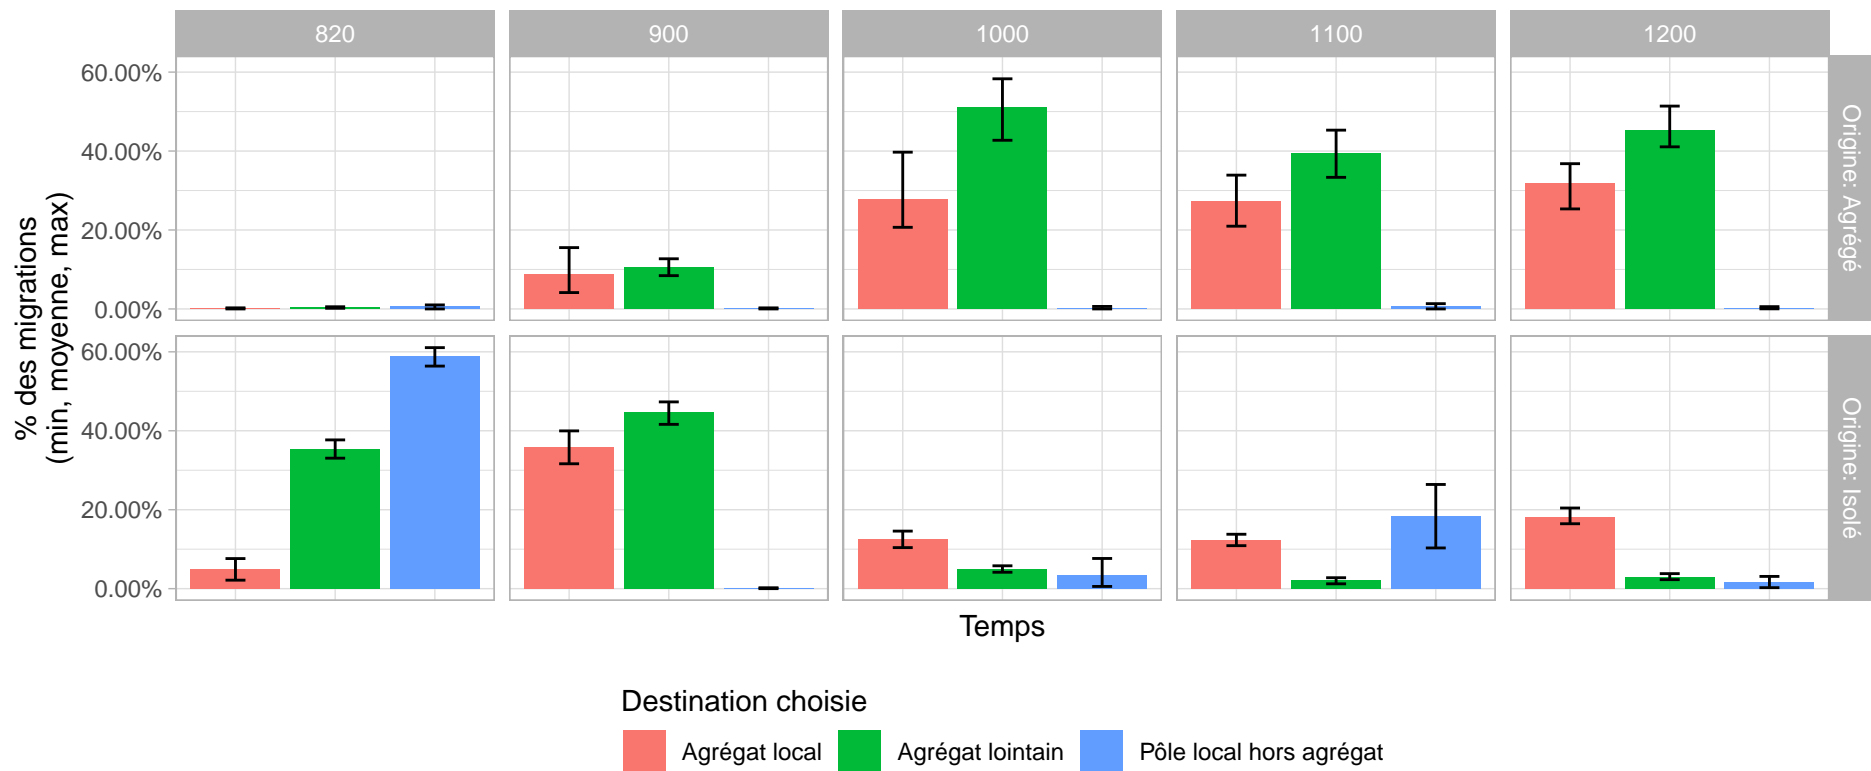 820
900
1000
1100
1200
% des migrations
(min, moyenne, max)
60.00%
40.00%
20.00%
0.00%
Origine: Agrégé
60.00%
40.00%
20.00%
0.00%
Origine: Isolé
Temps
Destination choisie
Agrégat local
Agrégat lointain
Pôle local hors agrégat